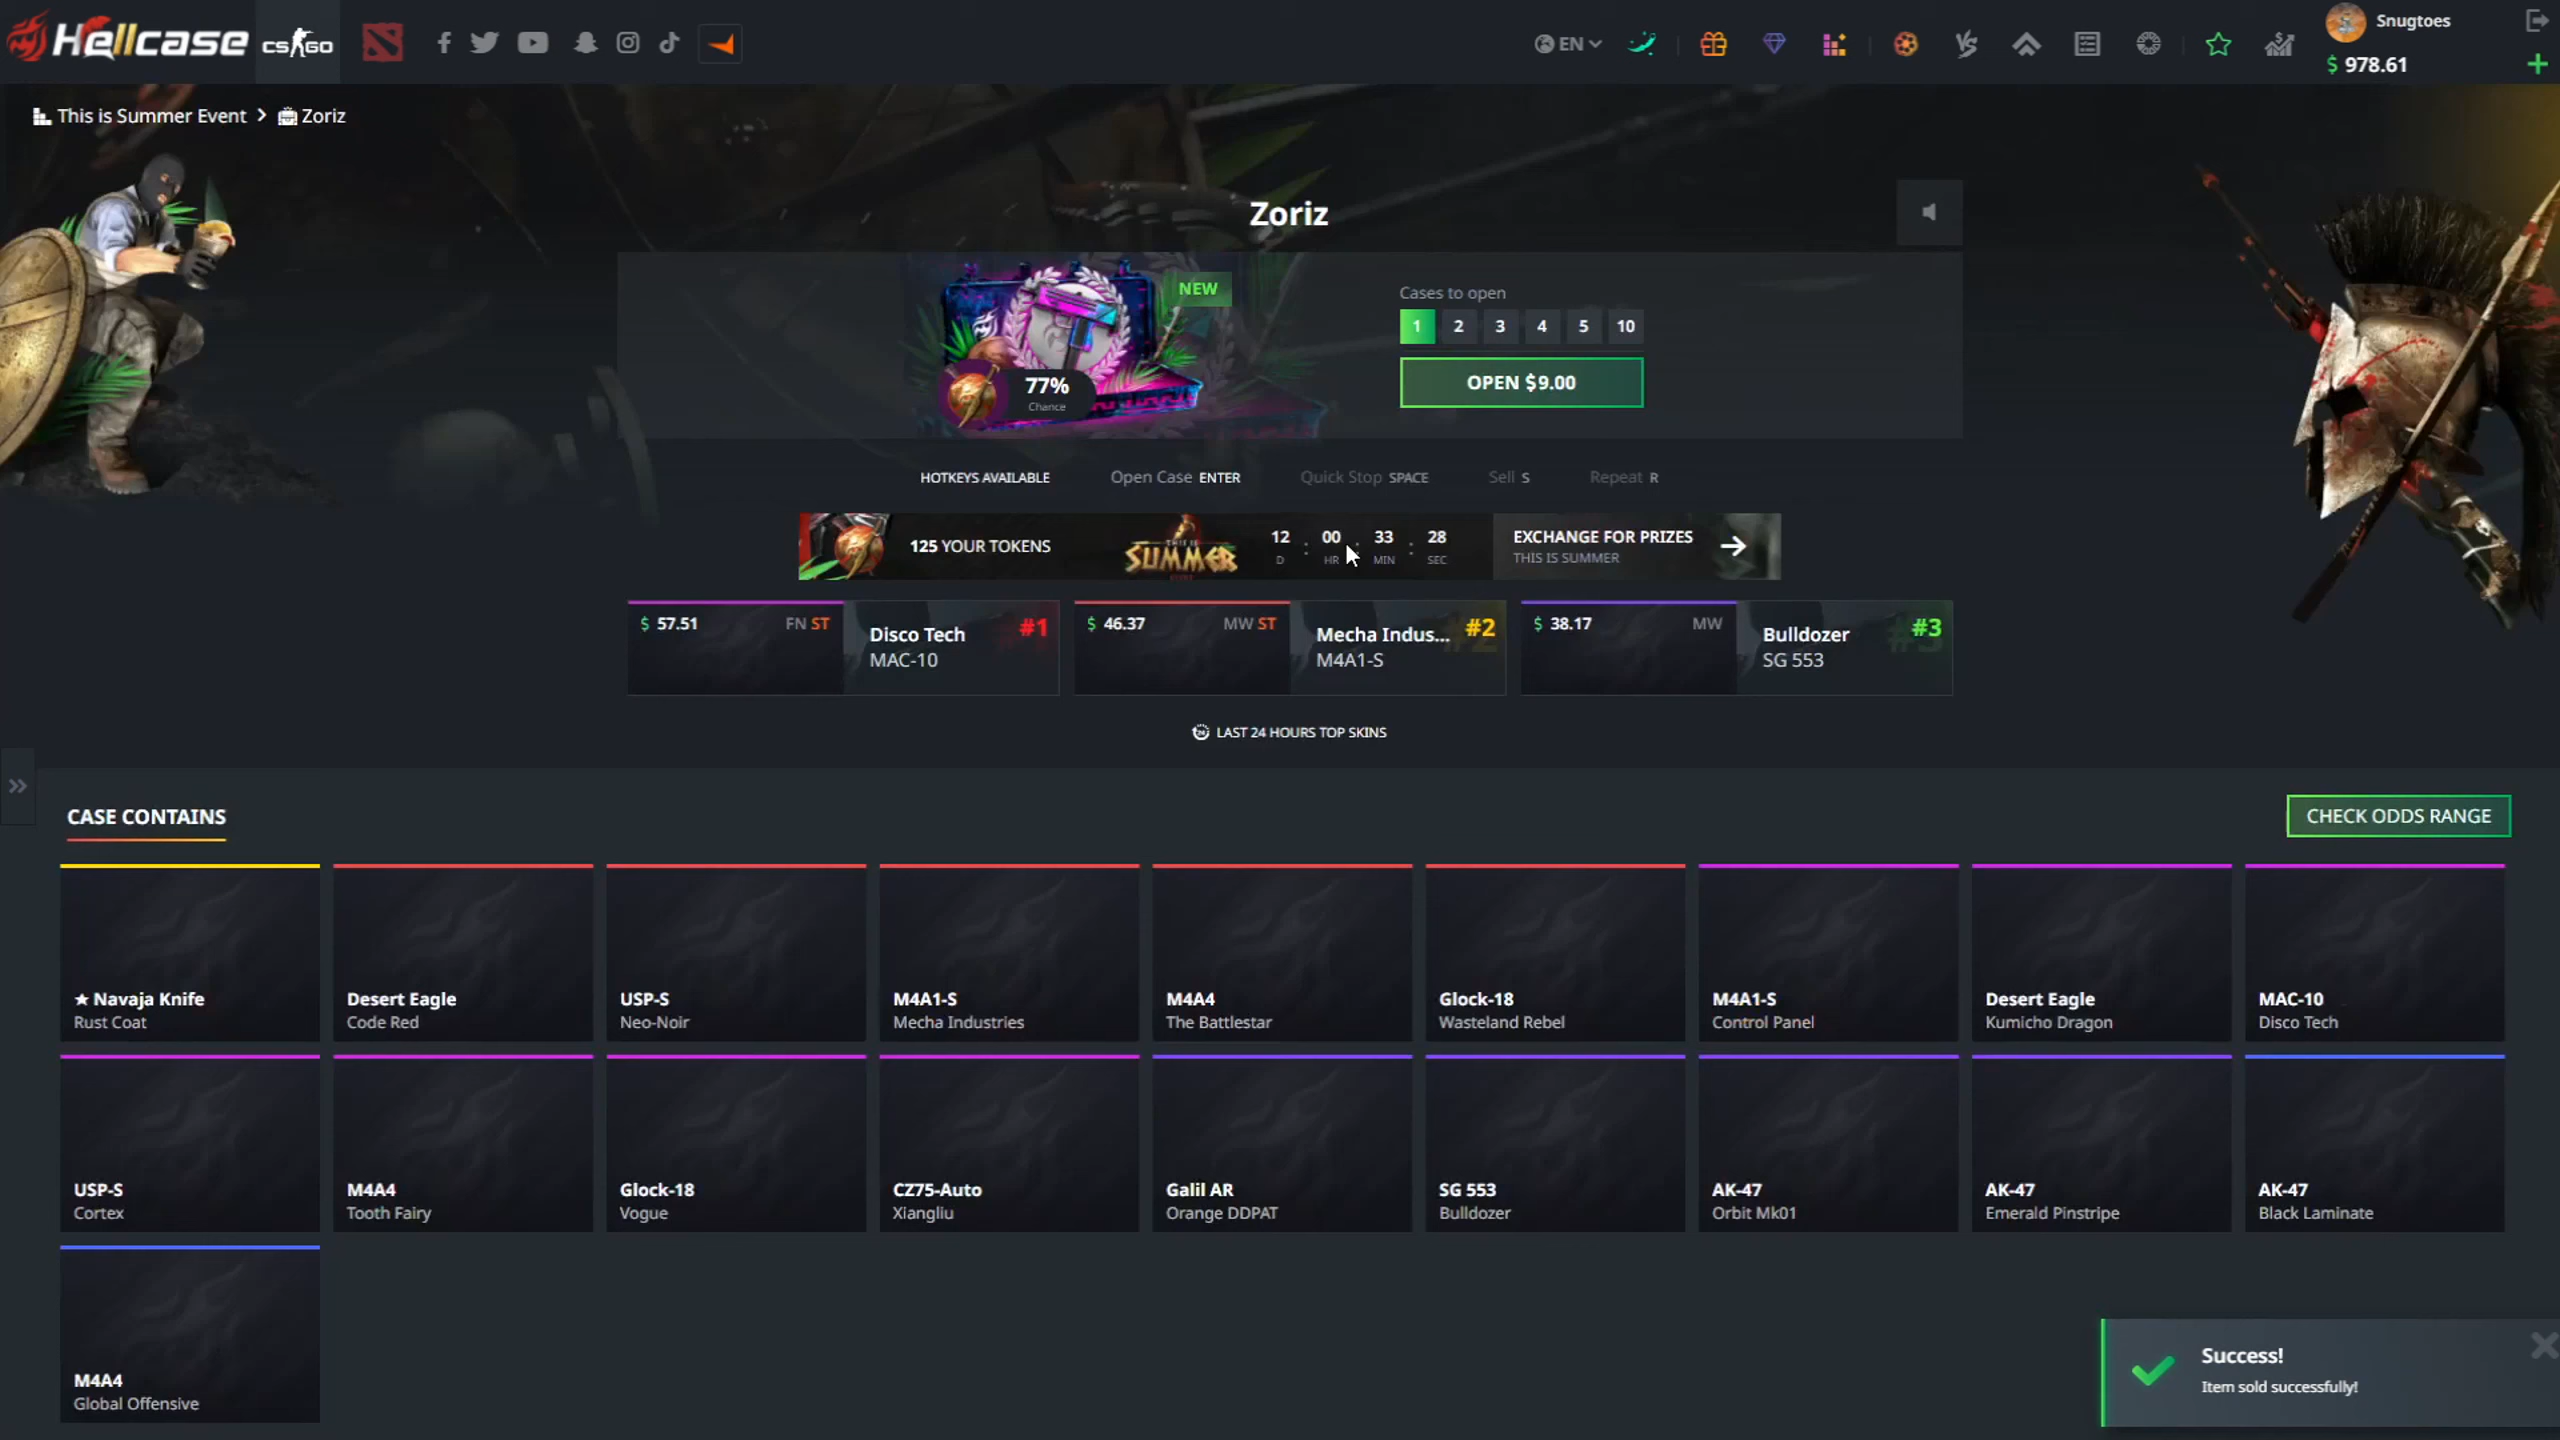 Hellcase
CS GO
EN
Snugtoes
$ 978.61
This is Summer Event > Zoriz
Zoriz
NEW
77%
Chance
Cases to open
1 2 3 4 5 10
OPEN $9.00
HOTKEYS AVAILABLE Open Case ENTER Quick Stop SPACE Sell S Repeat R
125 YOUR TOKENS
THIS IS
SUMMER
12 : 00 : 33 : 28
D HR MIN SEC
EXCHANGE FOR PRIZES
THIS IS SUMMER
$ 57.51 FN ST
Disco Tech
MAC-10
#1
$ 46.37 MW ST
Mecha Indus...
M4A1-S
#2
$ 38.17 MW
Bulldozer
SG 553
#3
24 LAST 24 HOURS TOP SKINS
CASE CONTAINS
CHECK ODDS RANGE
★ Navaja Knife
Rust Coat
Desert Eagle
Code Red
USP-S
Neo-Noir
M4A1-S
Mecha Industries
M4A4
The Battlestar
Glock-18
Wasteland Rebel
M4A1-S
Control Panel
Desert Eagle
Kumicho Dragon
MAC-10
Disco Tech
USP-S
Cortex
M4A4
Tooth Fairy
Glock-18
Vogue
CZ75-Auto
Xiangliu
Galil AR
Orange DDPAT
SG 553
Bulldozer
AK-47
Orbit Mk01
AK-47
Emerald Pinstripe
AK-47
Black Laminate
M4A4
Global Offensive
Success!
Item sold successfully!